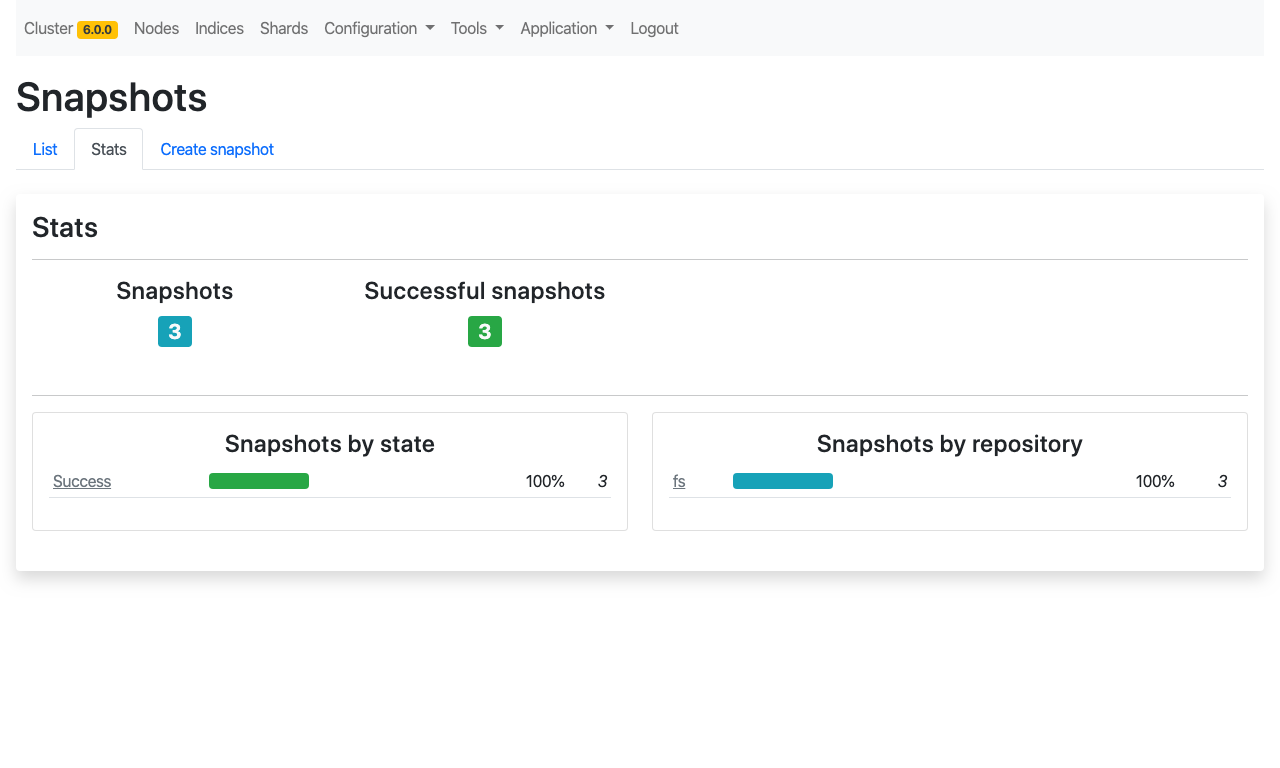 Cluster 6.0.0 Nodes Indices Shards Configuration Tools Application Logout
Snapshots
List Stats Create snapshot
Stats
Snapshots Successful snapshots
3 3
Snapshots by state
Success 100% 3
Snapshots by repository
fs 100% 3